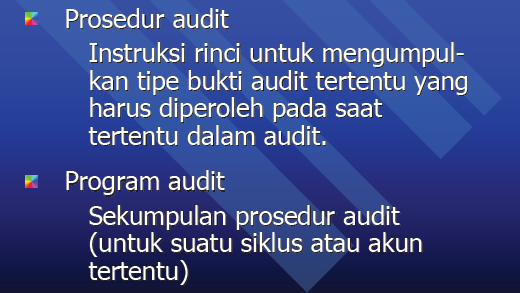 Prosedur audit
Instruksi rinci untuk mengumpul-
kan tipe bukti audit tertentu yang
harus diperoleh pada saat
tertentu dalam audit.
Program audit
Sekumpulan prosedur audit
(untuk suatu siklus atau akun
tertentu)